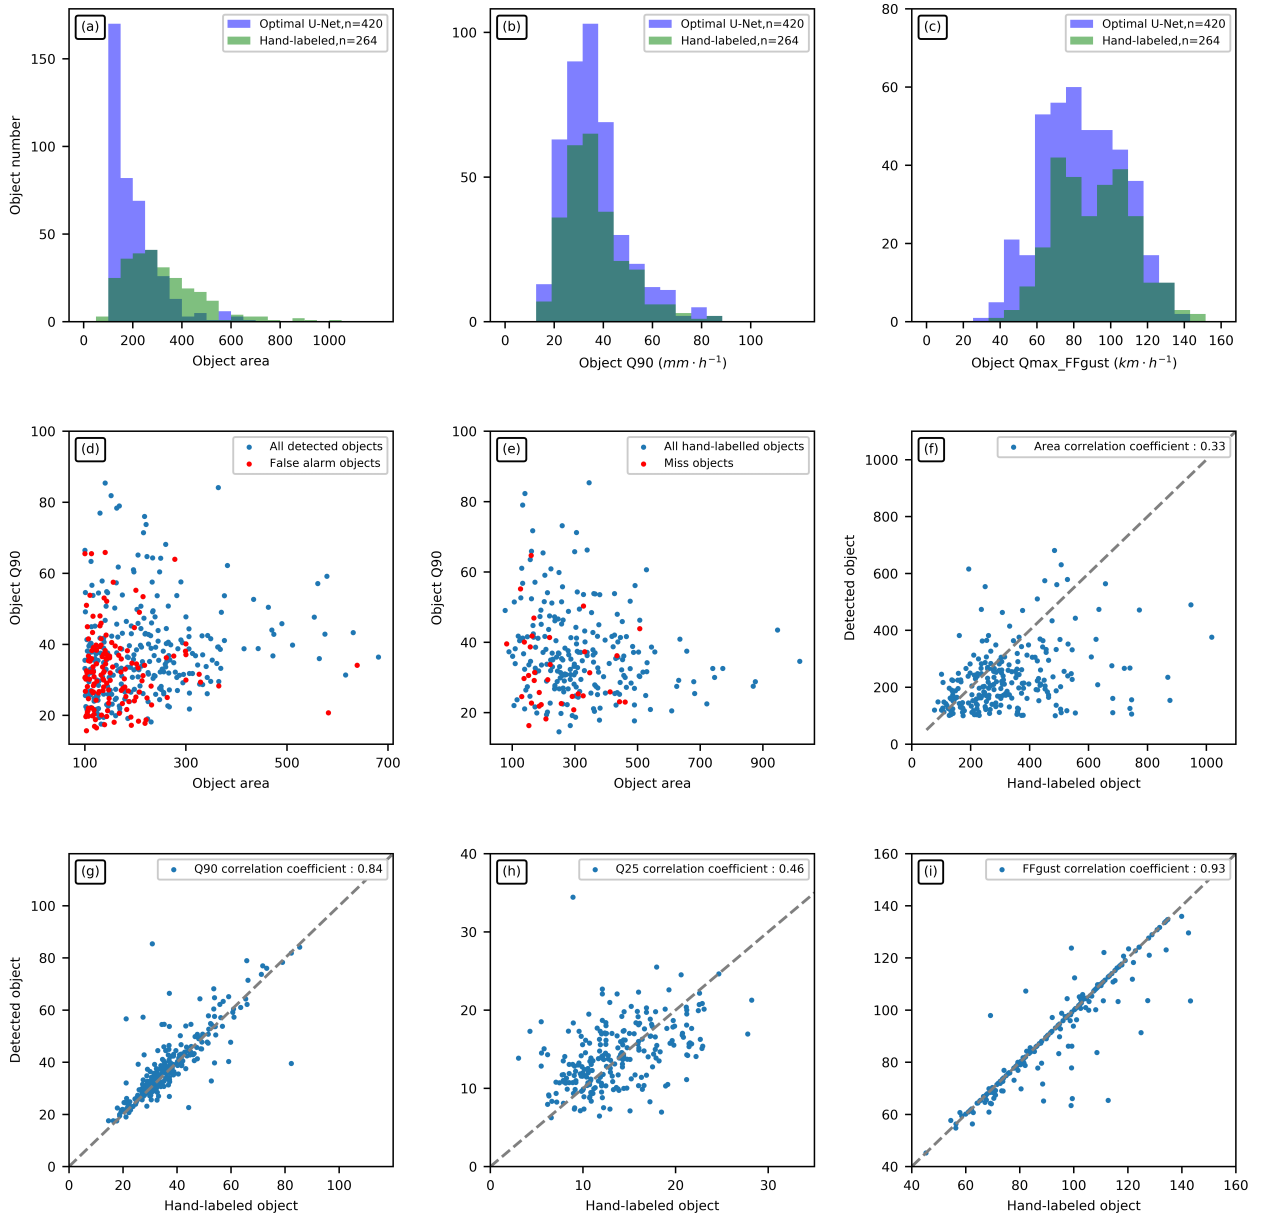 (a)
Optimal U-Net,n=420
Hand-labeled,n=264
Object number
150
100
50
0
0 200 400 600 800 1000
Object area
(b)
Optimal U-Net,n=420
Hand-labeled,n=264
100
50
0
0 20 40 60 80 100
Object Q90 (mm · h⁻¹)
(c)
Optimal U-Net,n=420
Hand-labeled,n=264
80
60
40
20
0
0 20 40 60 80 100 120 140 160
Object Qmax_FFgust (km · h⁻¹)
(d)
All detected objects
False alarm objects
Object Q90
100
80
60
40
20
100 300 500 700
Object area
(e)
All hand-labelled objects
Miss objects
Object Q90
100
80
60
40
20
100 300 500 700 900
Object area
(f)
Area correlation coefficient : 0.33
Detected object
1000
800
600
400
200
0
0 200 400 600 800 1000
Hand-labeled object
(g)
Q90 correlation coefficient : 0.84
Detected object
100
80
60
40
20
0
0 20 40 60 80 100
Hand-labeled object
(h)
Q25 correlation coefficient : 0.46
40
30
20
10
0
0 10 20 30
Hand-labeled object
(i)
FFgust correlation coefficient : 0.93
160
140
120
100
80
60
40
40 60 80 100 120 140 160
Hand-labeled object